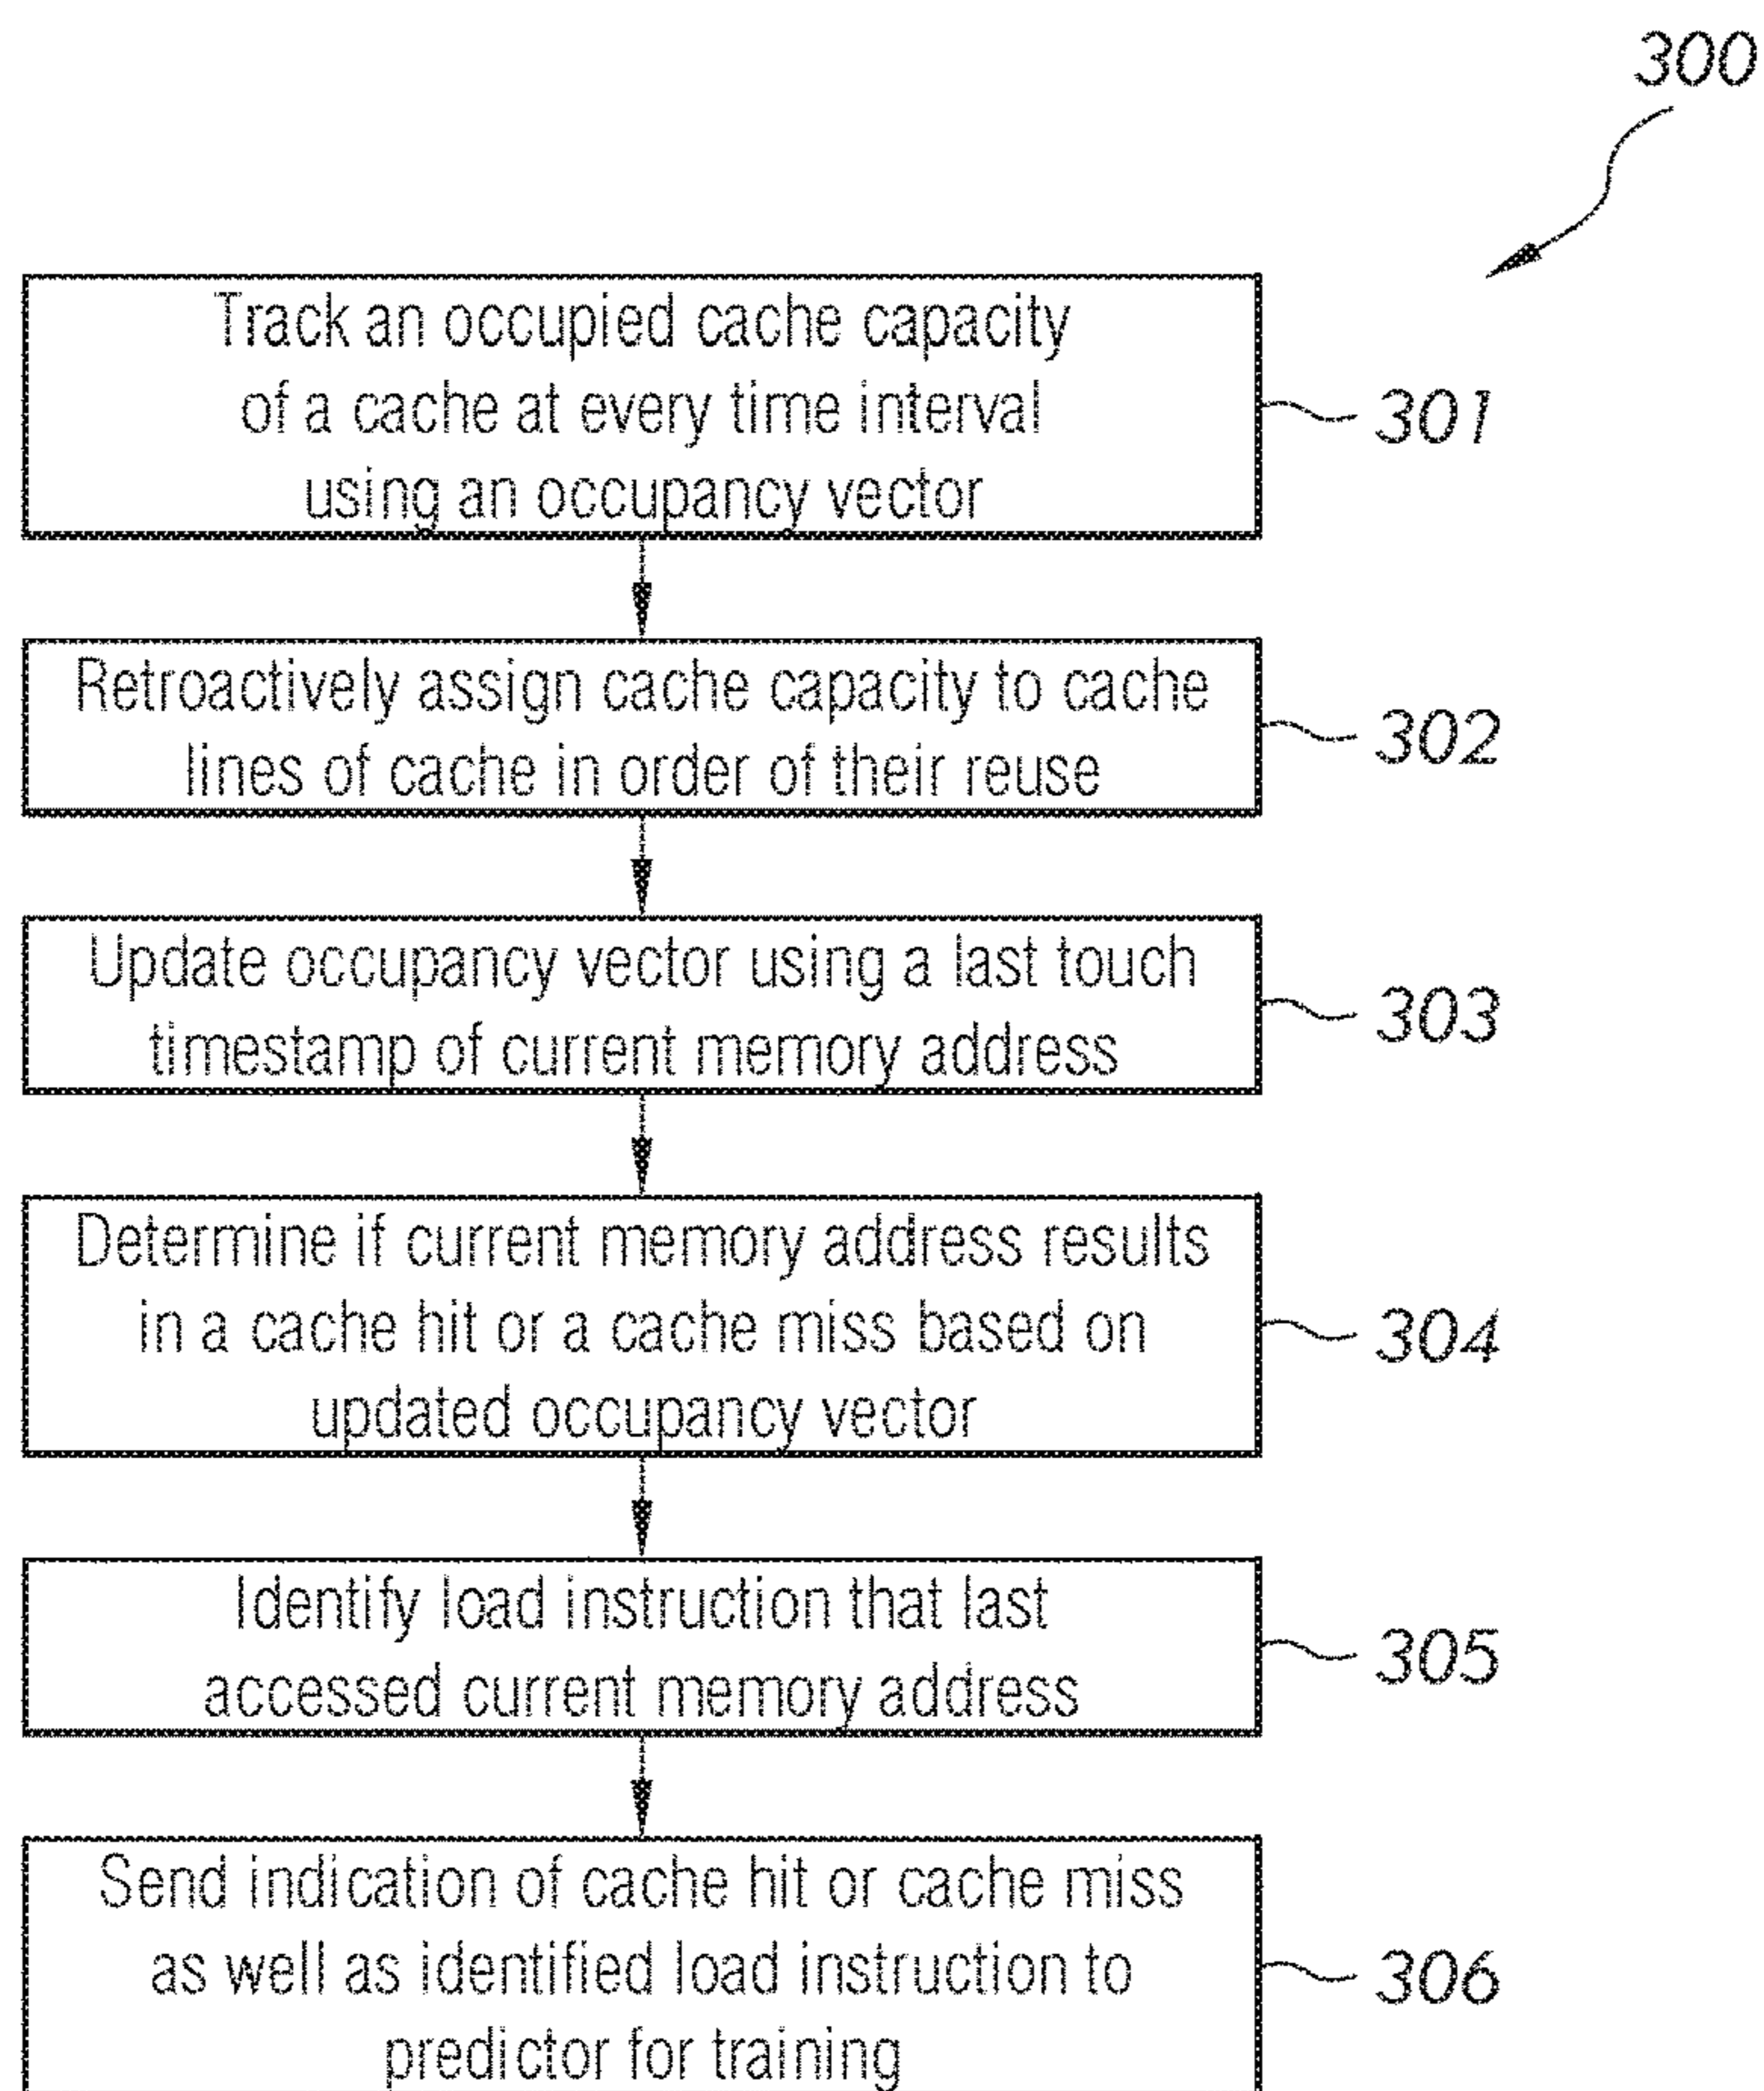 300
Track an occupied cache capacity
of a cache at every time interval
using an occupancy vector
301
Retroactively assign cache capacity to cache
lines of cache in order of their reuse
302
Update occupancy vector using a last touch
timestamp of current memory address
303
Determine if current memory address results
in a cache hit or a cache miss based on
updated occupancy vector
304
Identify load instruction that last
accessed current memory address
305
Send indication of cache hit or cache miss
as well as identified load instruction to
predictor for training
306